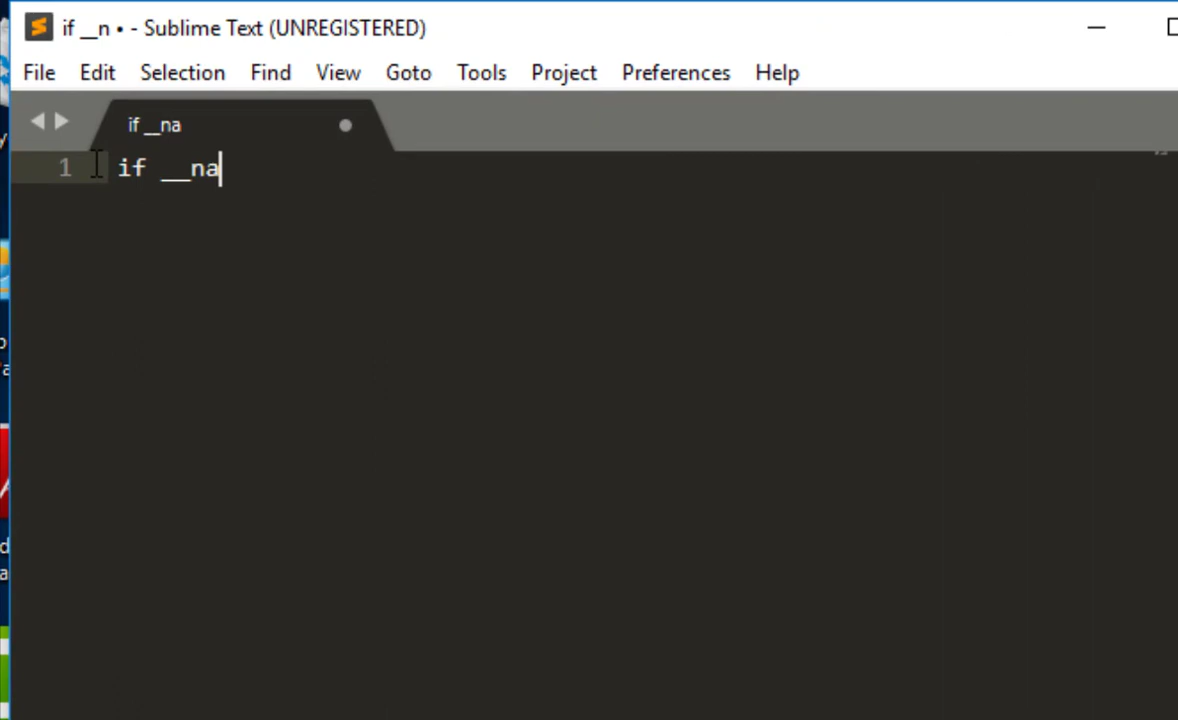 if __n • - Sublime Text (UNREGISTERED)
File Edit Selection Find View Goto Tools Project Preferences Help
if __na
1 if __na